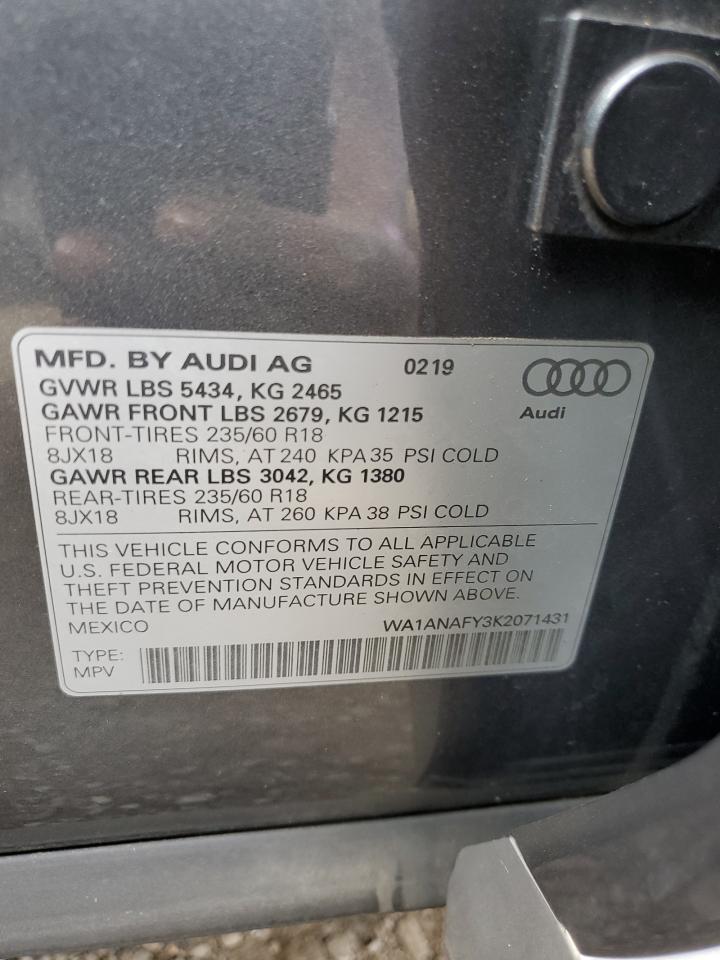 MFD. BY AUDI AG 0219
GVWR LBS 5434, KG 2465
GAWR FRONT LBS 2679, KG 1215
Audi
FRONT-TIRES 235/60 R18
8JX18 RIMS, AT 240 KPA 35 PSI COLD
GAWR REAR LBS 3042, KG 1380
REAR-TIRES 235/60 R18
8JX18 RIMS, AT 260 KPA 38 PSI COLD
THIS VEHICLE CONFORMS TO ALL APPLICABLE
U.S. FEDERAL MOTOR VEHICLE SAFETY AND
THEFT PREVENTION STANDARDS IN EFFECT ON
THE DATE OF MANUFACTURE SHOWN ABOVE.
MEXICO WA1ANAFY3K2071431
TYPE:
MPV